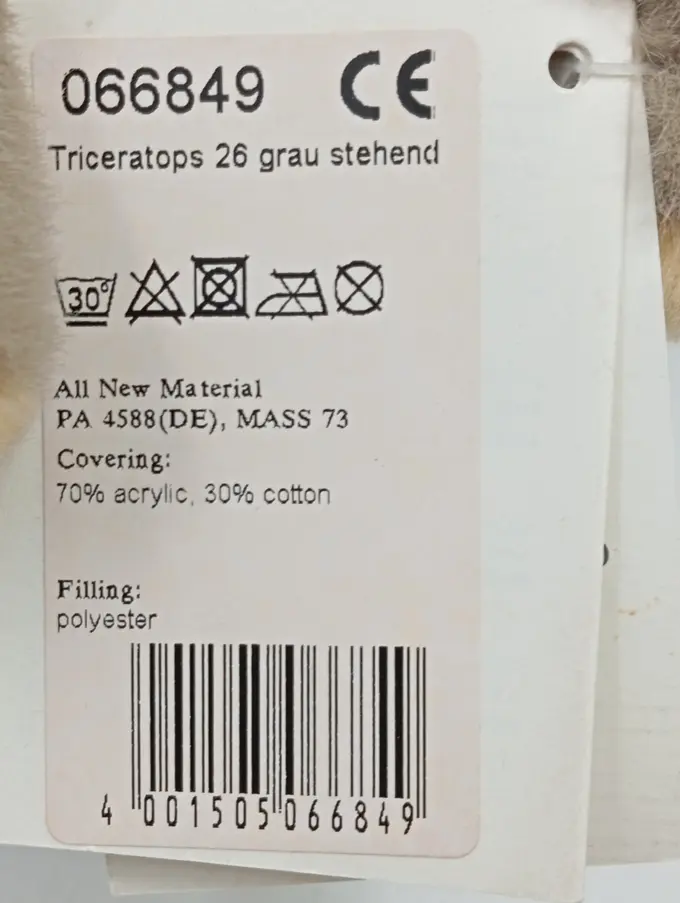 066849 CE
Triceratops 26 grau stehend
30°
All New Material
PA 4588(DE), MASS 73
Covering:
70% acrylic, 30% cotton
Filling:
polyester
4 001505 066849